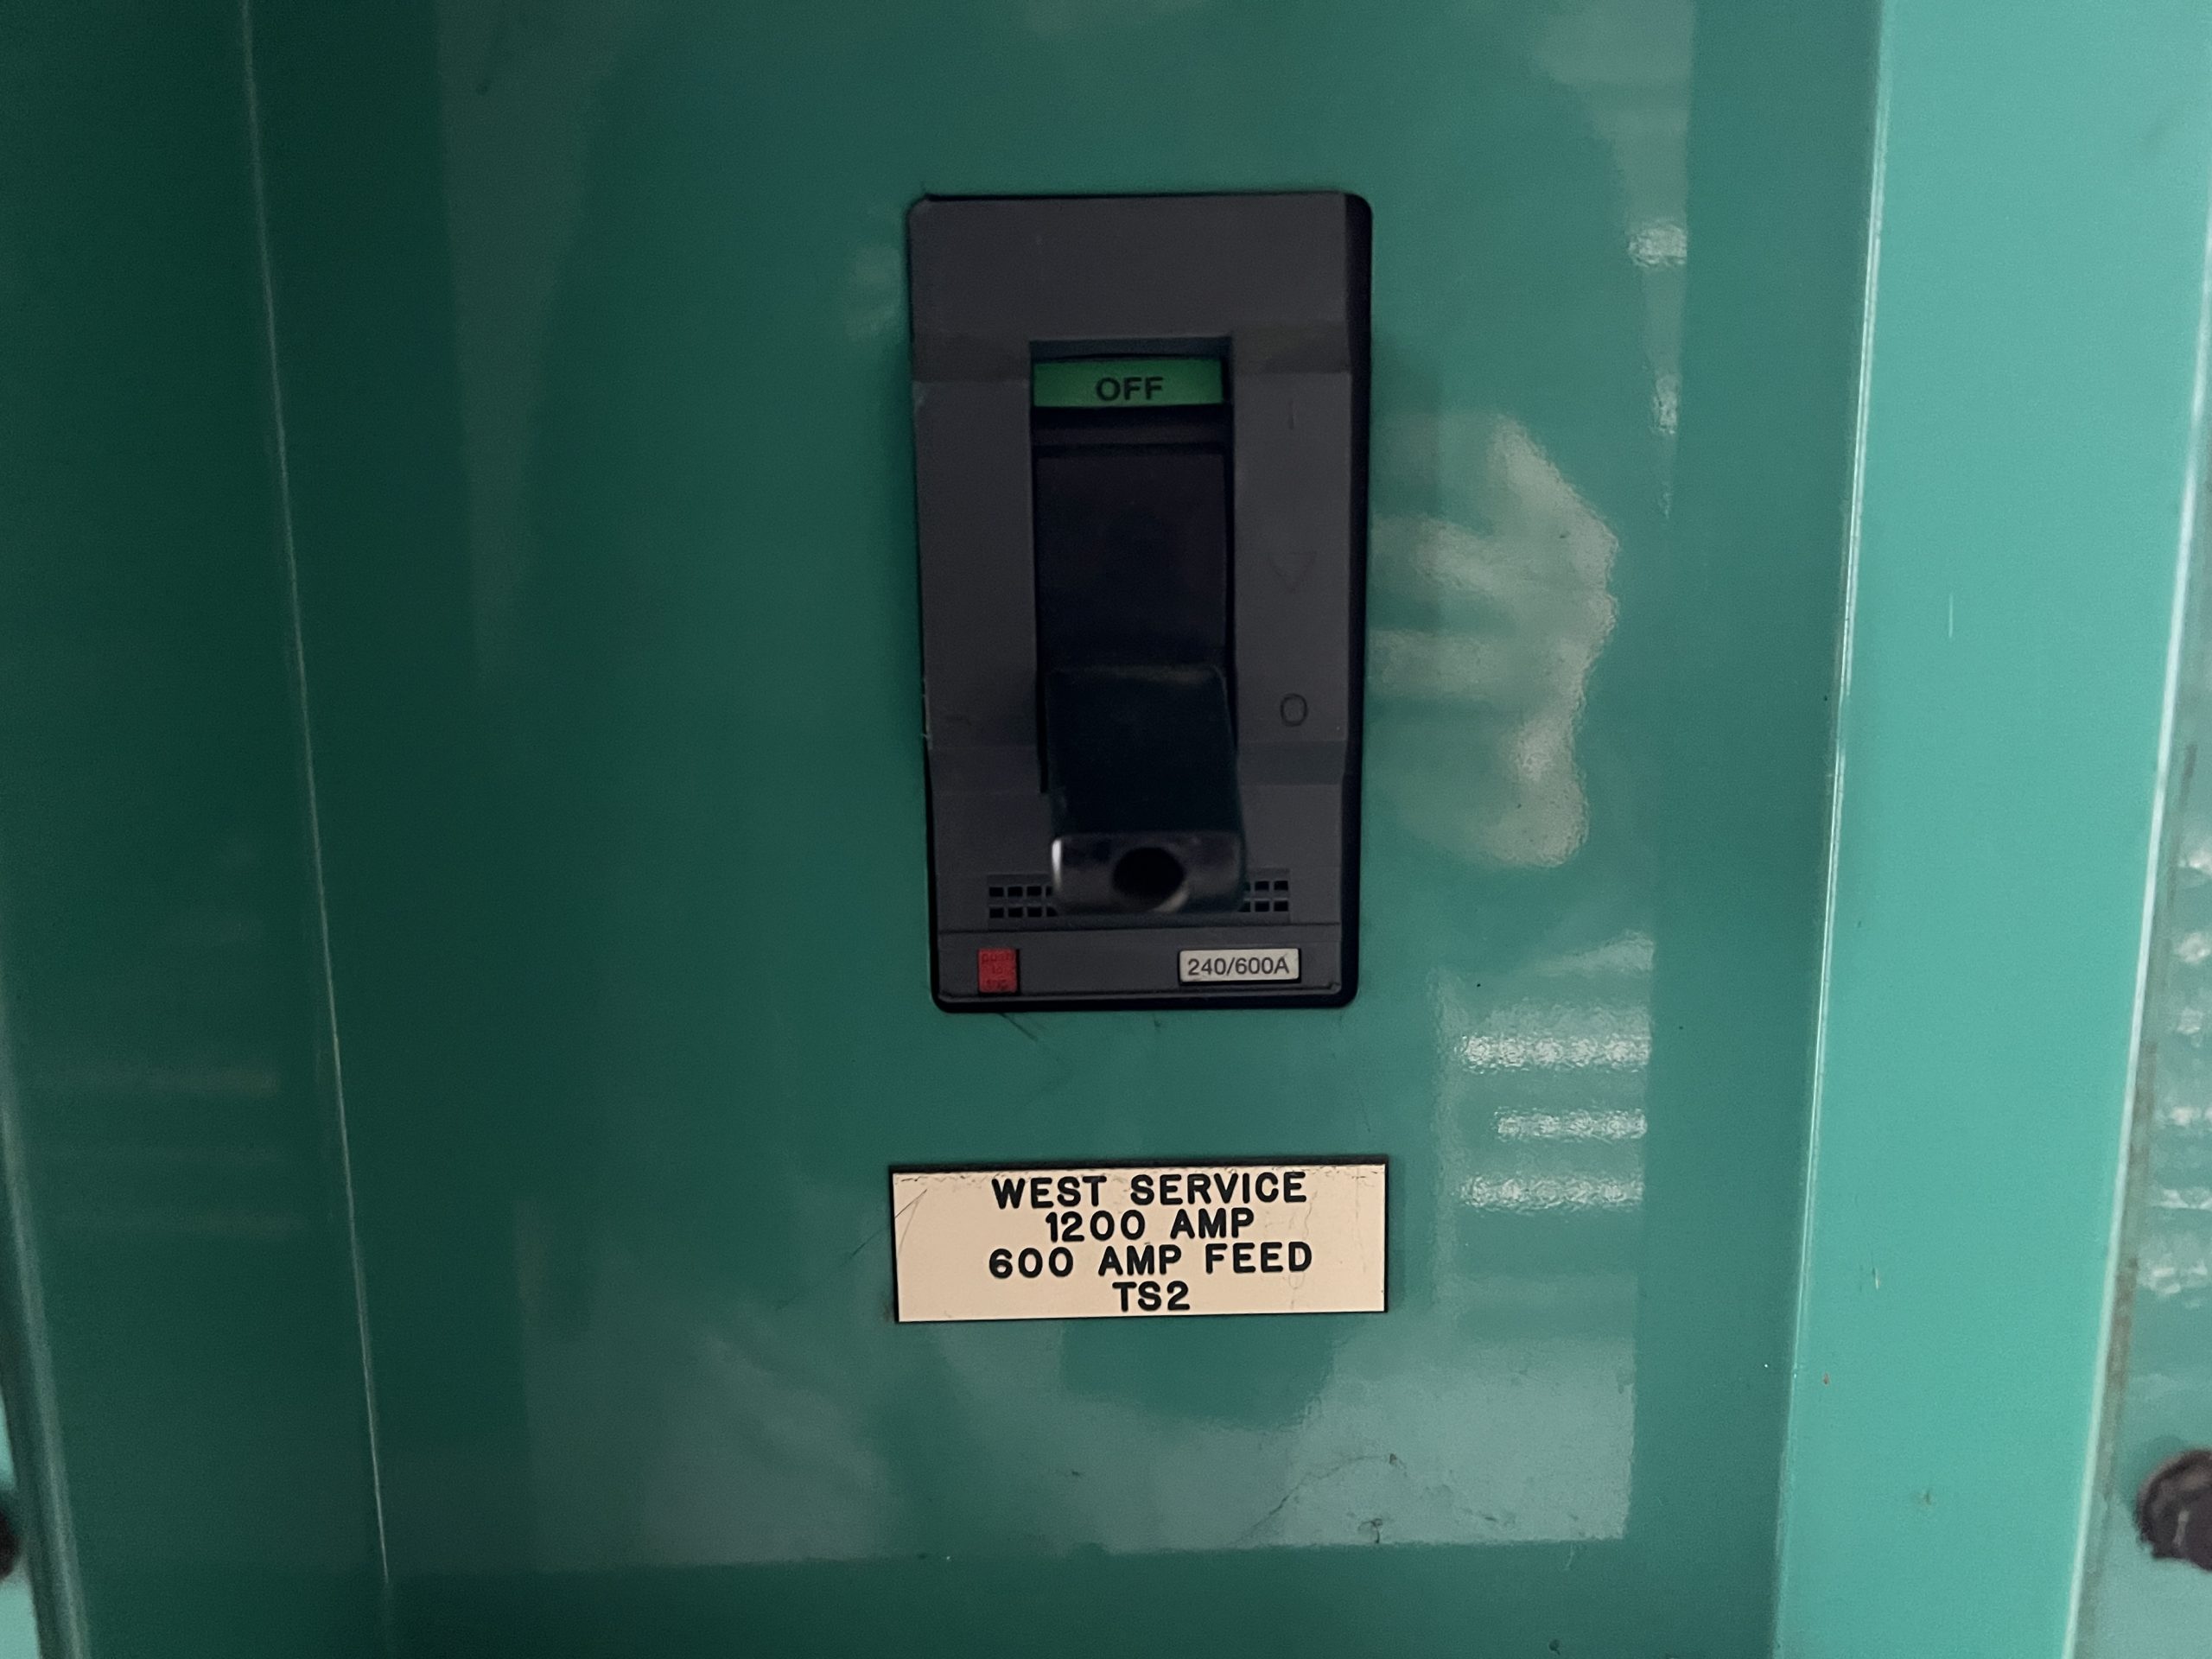 OFF
O
240/600A
WEST SERVICE
1200 AMP
600 AMP FEED
TS2